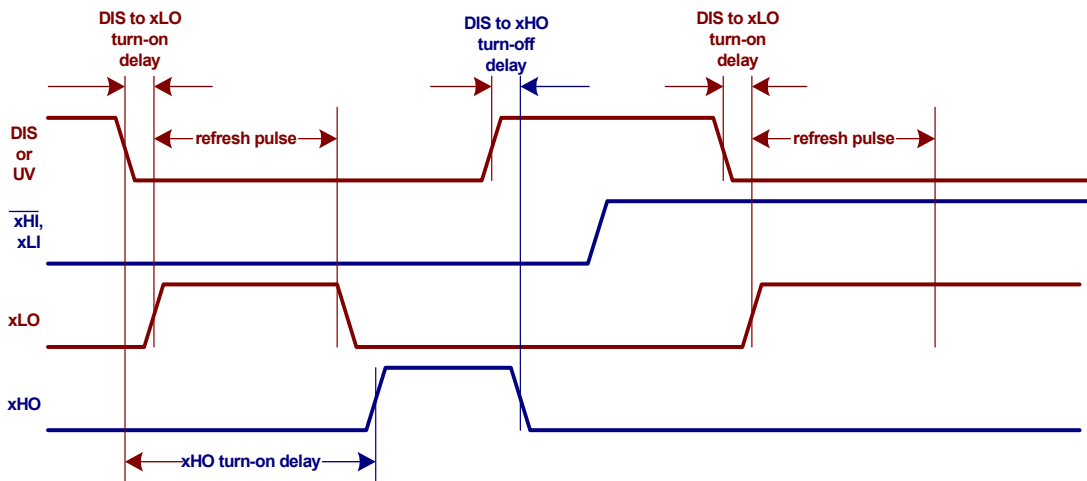 DIS to xLO
turn-on
delay
DIS to xHO
turn-off
delay
DIS to xLO
turn-on
delay
DIS
or
UV
refresh pulse
refresh pulse
xHI,
xLI
xLO
xHO
xHO turn-on delay